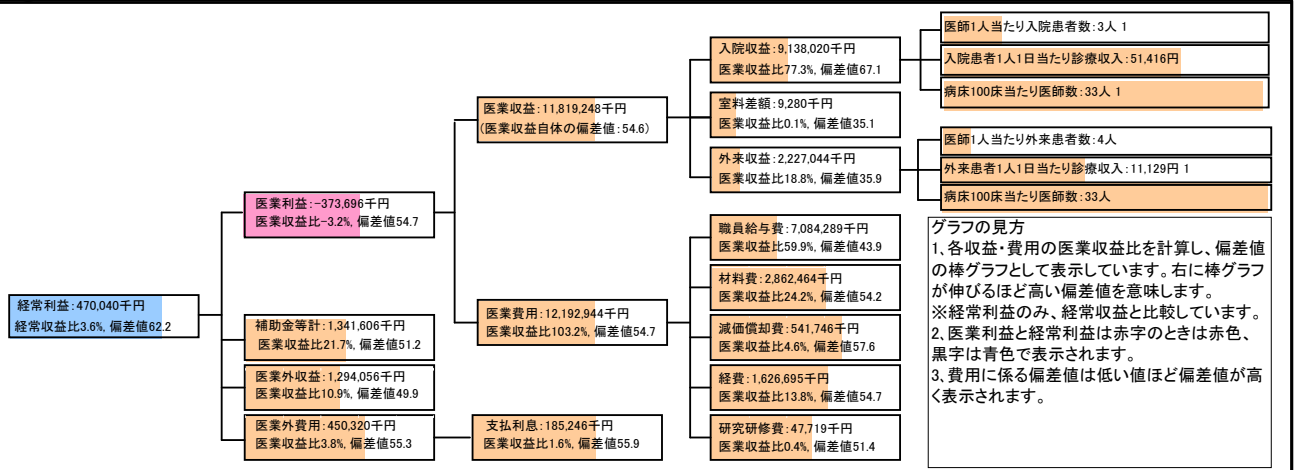 経常利益:470,040千円
経常収益比3.6%, 偏差値62.2
医業利益:-373,696千円
医業収益比-3.2%, 偏差値54.7
補助金等計:1,341,606千円
医業収益比21.7%, 偏差値51.2
医業外収益:1,294,056千円
医業収益比10.9%, 偏差値49.9
医業外費用:450,320千円
医業収益比3.8%, 偏差値55.3
医業収益:11,819,248千円
(医業収益自体の偏差値:54.6)
医業費用:12,192,944千円
医業収益比103.2%, 偏差値54.7
支払利息:185,246千円
医業収益比1.6%, 偏差値55.9
入院収益:9,138,020千円
医業収益比77.3%, 偏差値67.1
室料差額:9,280千円
医業収益比0.1%, 偏差値35.1
外来収益:2,227,044千円
医業収益比18.8%, 偏差値35.9
職員給与費:7,084,289千円
医業収益比59.9%, 偏差値43.9
材料費:2,862,464千円
医業収益比24.2%, 偏差値54.2
減価償却費:541,746千円
医業収益比4.6%, 偏差値57.6
経費:1,626,695千円
医業収益比13.8%, 偏差値54.7
研究研修費:47,719千円
医業収益比0.4%, 偏差値51.4
医師1人当たり入院患者数:3人 1
入院患者1人1日当たり診療収入:51,416円
病床100床当たり医師数:33人 1
医師1人当たり外来患者数:4人
外来患者1人1日当たり診療収入:11,129円 1
病床100床当たり医師数:33人
グラフの見方
1、各収益・費用の医業収益比を計算し、偏差値
の棒グラフとして表示しています。右に棒グラフ
が伸びるほど高い偏差値を意味します。
※経常利益のみ、経常収益と比較しています。
2、医業利益と経常利益は赤字のときは赤色、
黒字は青色で表示されます。
3、費用に係る偏差値は低い値ほど偏差値が高
く表示されます。